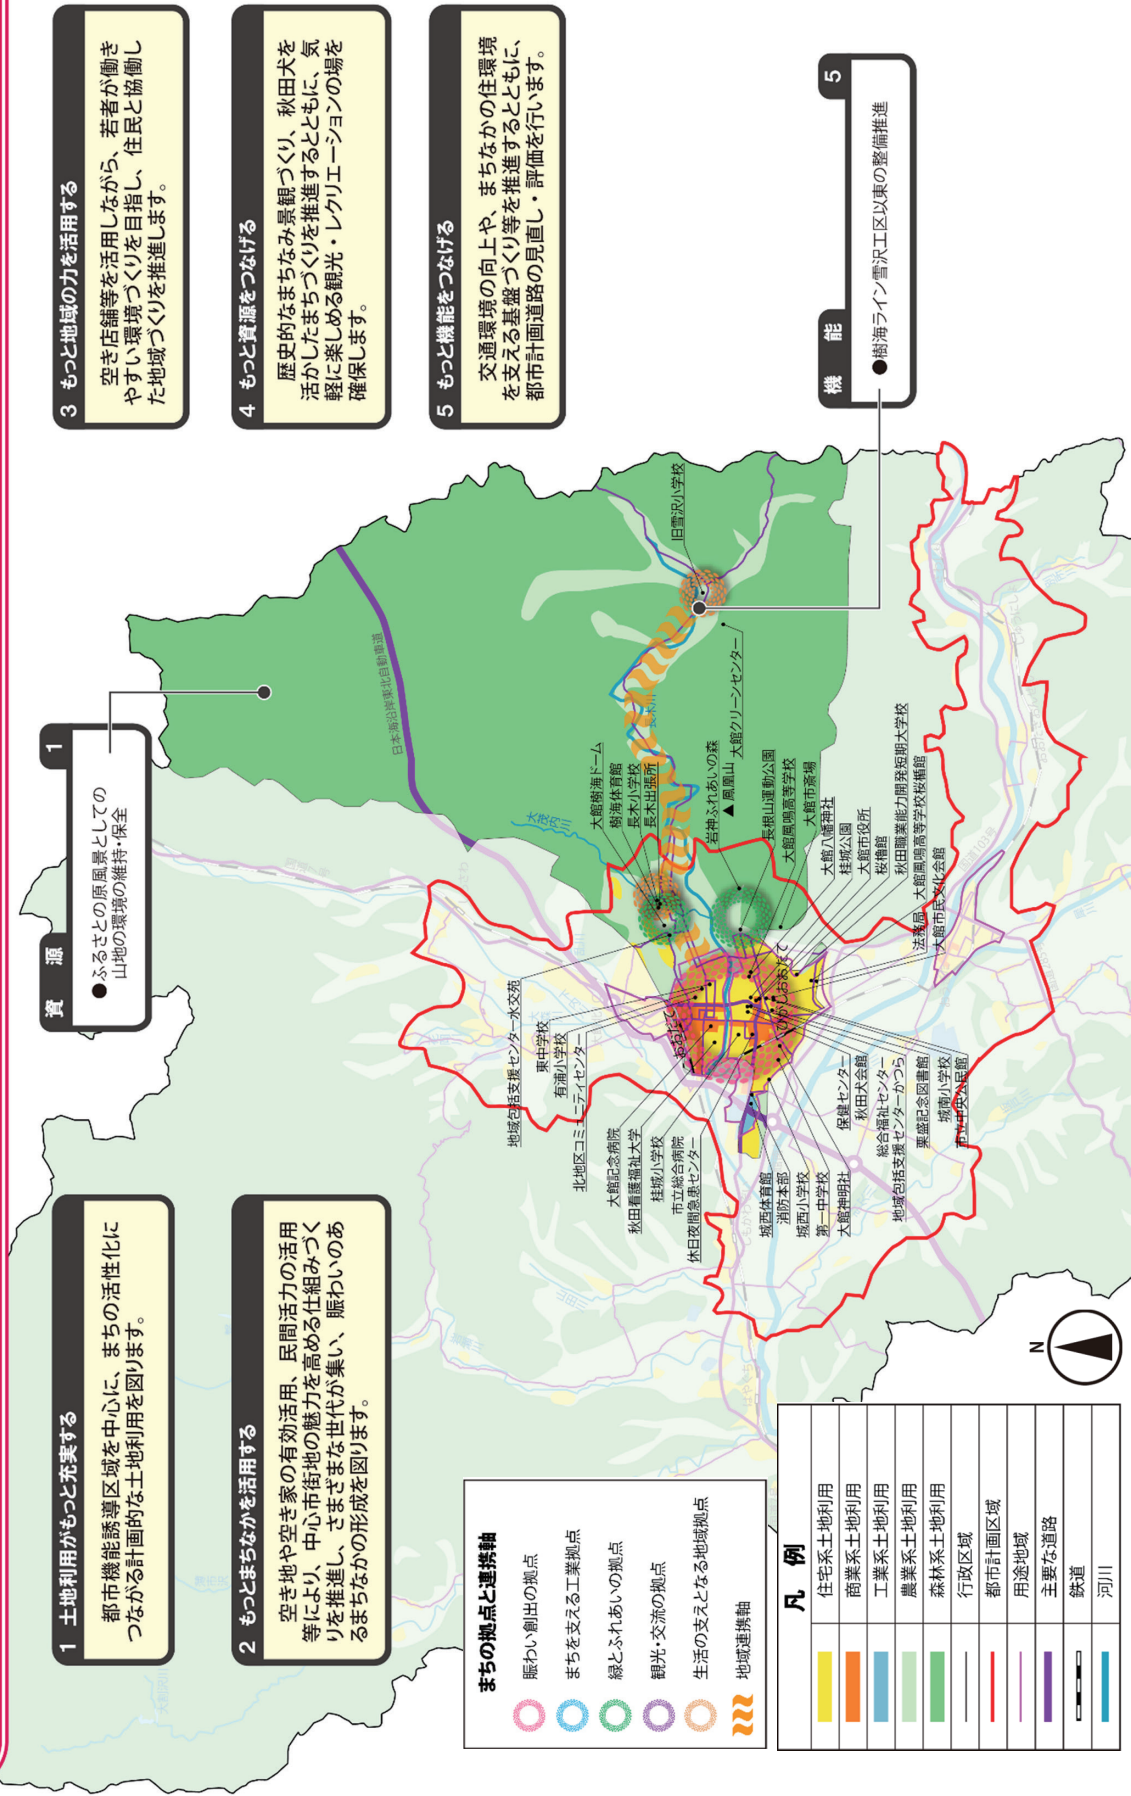 1 土地利用がもっと充実する
都市機能誘導区域を中心に、まちの活性化に
つながる計画的な土地利用を図ります。
2 もっとまちなかを活用する
空き地や空き家の有効活用、民間活力の活用
等により、中心市街地の魅力を高める仕組みづく
りを推進し、さまざまな世代が集い、賑わいのあ
るまちなかの形成を図ります。
3 もっと地域の力を活用する
空き店舗等を活用しながら、若者が働き
やすい環境づくりを目指し、住民と協働し
た地域づくりを推進します。
4 もっと資源をつなげる
歴史的なまちなみ景観づくり、秋田犬を
活かしたまちづくりを推進するとともに、気
軽に楽しめる観光・レクリエーションの場を
確保します。
5 もっと機能をつなげる
交通環境の向上や、まちなかの住環境
を支える基盤づくり等を推進するとともに、
都市計画道路の見直し・評価を行います。
資 源 1
●ふるさとの原風景としての
山地の環境の維持・保全
機 能 5
●樹海ライン雪沢工区以東の整備推進
日本海沿岸東北自動車道
大茂内川
長木川
旧雪沢小学校
大館クリーンセンター
大館樹海ドーム
樹海体育館
長木小学校
長木出張所
岩神ふれあいの森
▲ 鳳凰山
長根山運動公園
大館鳳鳴高等学校
大館市斎場
大館八幡神社
桂城公園
大館市役所
桜櫓館
秋田職業能力開発短期大学校
大館鳳鳴高等学校桜楯館
法務局
大館市民文化会館
地域包括支援センター水交苑
東中学校
有浦小学校
北地区コミュニティセンター
大館記念病院
秋田看護福祉大学
桂城小学校
市立総合病院
休日夜間急患センター
城西体育館
消防本部
城西小学校
第一中学校
大館神明社
保健センター
秋田犬会館
総合福祉センター
地域包括支援センターかつら
栗盛記念図書館
城南小学校
市立中央公民館
おおだて
ひがしおおだて
まちの拠点と連携軸
賑わい創出の拠点
まちを支える工業拠点
緑とふれあいの拠点
観光・交流の拠点
生活の支えとなる地域拠点
地域連携軸
凡 例
住宅系土地利用
商業系土地利用
工業系土地利用
農業系土地利用
森林系土地利用
行政区域
都市計画区域
用途地域
主要な道路
鉄道
河川
N